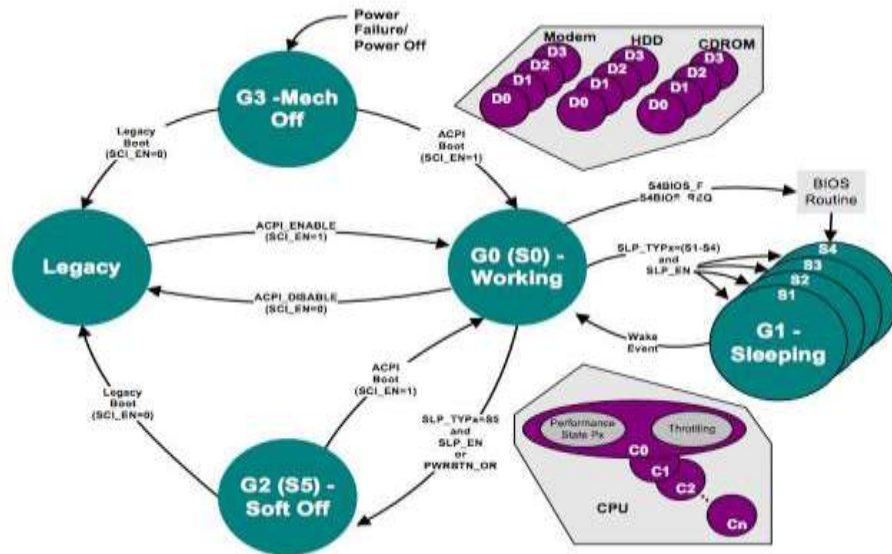 Power
Failure/
Power Off
Modem
HDD
CDROM
D3
D2
D1
D0
D3
D2
D1
D0
D3
D2
D1
D0
G3 -Mech
Off
Legacy
Boot
(SCI_EN=0)
ACPI
Boot
(SCI_EN=1)
S4BIOS_F
S4BIOS_REQ
BIOS
Routine
ACPI_ENABLE
(SCI_EN=1)
Legacy
G0 (S0) -
Working
SLP_TYPx=(S1-S4)
and
SLP_EN
S4
S3
S2
S1
G1 -
Sleeping
ACPI_DISABLE
(SCI_EN=0)
Wake
Event
Legacy
Boot
(SCI_EN=0)
ACPI
Boot
(SCI_EN=1)
SLP_TYPx=S5
and
SLP_EN
or
PWRBTN_OR
G2 (S5) -
Soft Off
Performance
State Px
Throttling
C0
C1
C2
CPU
Cn